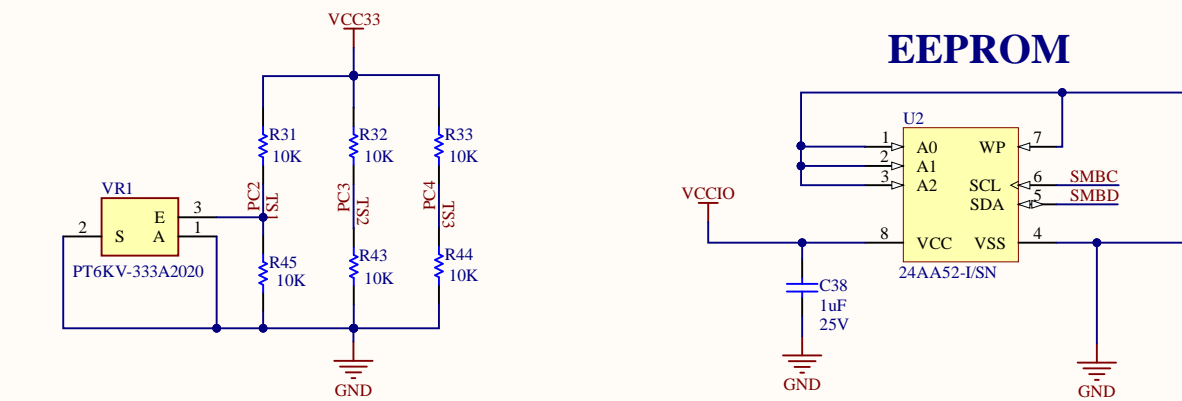 VCC33
R31
10K
R32
10K
R33
10K
PC2
TS1
PC3
TS2
PC4
TS3
VR1
2
S
E
A
3
1
PT6KV-333A2020
R45
10K
R43
10K
R44
10K
GND
EEPROM
U2
1
A0
2
A1
3
A2
WP
7
SCL
6
SMBC
SDA
5
SMBD
VCCIO
8
VCC
VSS
4
24AA52-I/SN
C38
1uF
25V
GND
GND